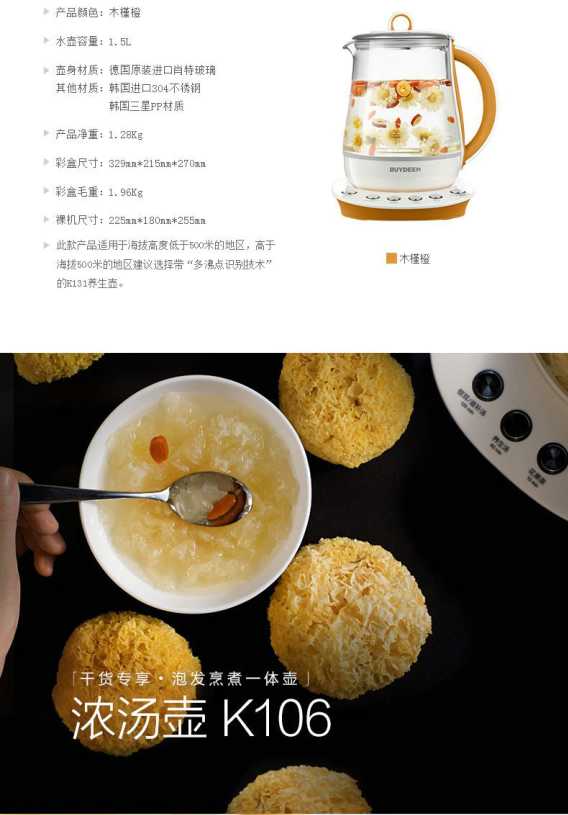 产品颜色：木槿橙
水壶容量：1.5L
壶身材质：德国原装进口肖特玻璃
其他材质：韩国进口304不锈钢
韩国三星PP材质
产品净重：1.28Kg
彩盒尺寸：329mm*215mm*270mm
彩盒毛重：1.96Kg
裸机尺寸：225mm*180mm*255mm
此款产品适用于海拔高度低于500米的地区，高于
海拔500米的地区建议选择带“多沸点识别技术”
的K131养生壶。
BUYDEEM
木槿橙
养生汤
花果茶
「干货专享·泡发烹煮一体壶」
浓汤壶 K106